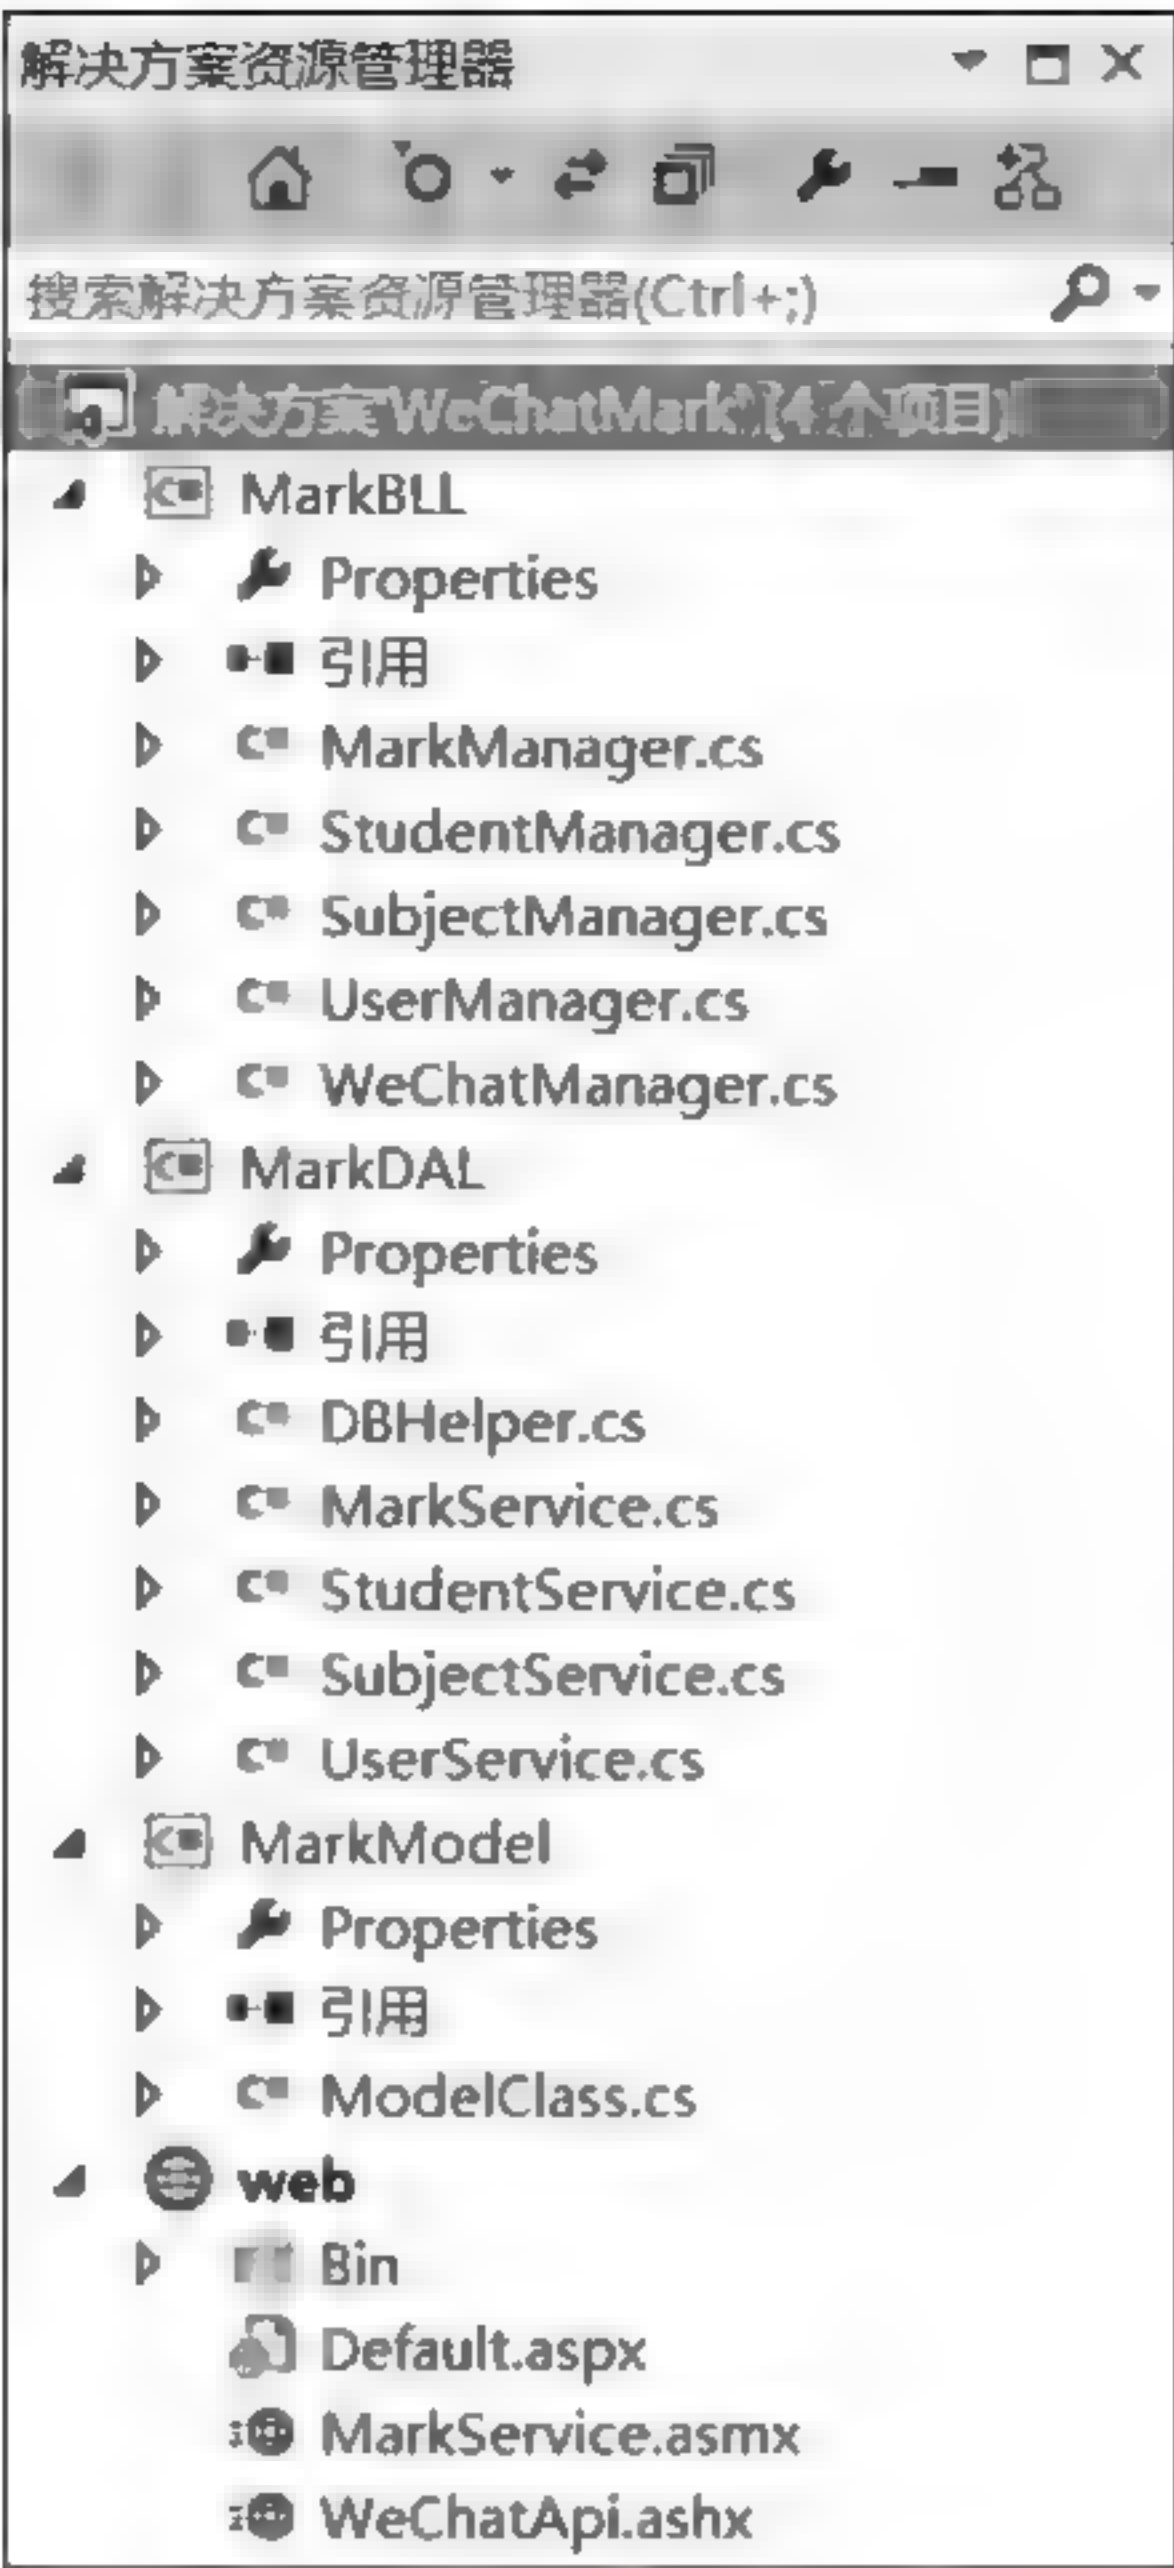 解决方案资源管理器
搜索解决方案资源管理器(Ctrl+;)
解决方案'WeChatMark'(4 个项目)
MarkBLL
Properties
引用
MarkManager.cs
StudentManager.cs
SubjectManager.cs
UserManager.cs
WeChatManager.cs
MarkDAL
Properties
引用
DBHelper.cs
MarkService.cs
StudentService.cs
SubjectService.cs
UserService.cs
MarkModel
Properties
引用
ModelClass.cs
web
Bin
Default.aspx
MarkService.asmx
WeChatApi.ashx